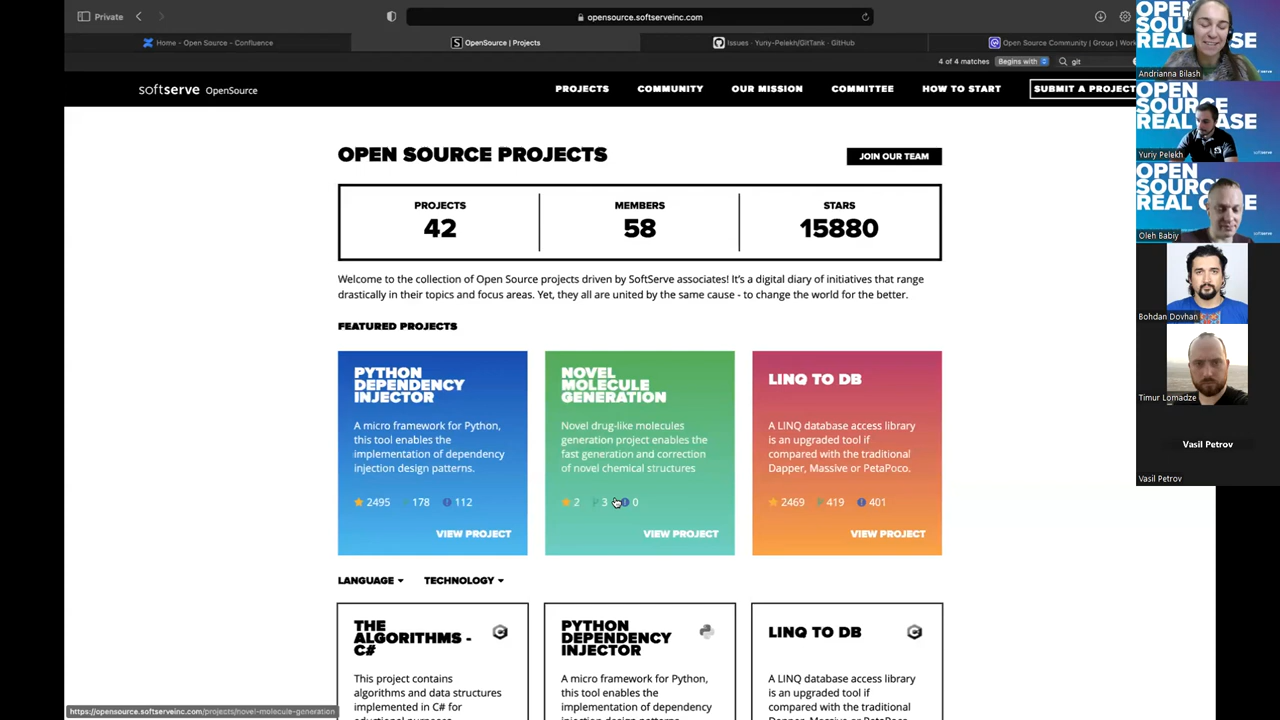 Private
opensource.softserveinc.com
Home - Open Source - Confluence
OpenSource | Projects
Issues · Yuriy-Pelekh/GitTank · GitHub
Open Source Community | Group | Work
4 of 4 matches
Begins with
git
softserve OpenSource
PROJECTS
COMMUNITY
OUR MISSION
COMMITTEE
HOW TO START
SUBMIT A PROJECT
OPEN SOURCE PROJECTS
JOIN OUR TEAM
PROJECTS
42
MEMBERS
58
STARS
15880
Welcome to the collection of Open Source projects driven by SoftServe associates! It's a digital diary of initiatives that range
drastically in their topics and focus areas. Yet, they all are united by the same cause - to change the world for the better.
FEATURED PROJECTS
PYTHON
DEPENDENCY
INJECTOR
A micro framework for Python,
this tool enables the
implementation of dependency
injection design patterns.
2495 178 112
VIEW PROJECT
NOVEL
MOLECULE
GENERATION
Novel drug-like molecules
generation project enables the
fast generation and correction
of novel chemical structures
2 3 0
VIEW PROJECT
LINQ TO DB
A LINQ database access library
is an upgraded tool if
compared with the traditional
Dapper, Massive or PetaPoco.
2469 419 401
VIEW PROJECT
LANGUAGE
TECHNOLOGY
THE
ALGORITHMS -
C#
This project contains
algorithms and data structures
implemented in C# for
PYTHON
DEPENDENCY
INJECTOR
A micro framework for Python,
this tool enables the
implementation of dependency
LINQ TO DB
A LINQ database access library
is an upgraded tool if
compared with the traditional
Dapper, Massive or PetaPoco.
https://opensource.softserveinc.com/projects/novel-molecule-generation
OPEN
REAL
Andrianna Bilash
OPEN
REAL CASE
softserve
Yuriy Pelekh
OPEN
softserve
Oleh Babiy
Bohdan Dovhan
Timur Lomadze
Vasil Petrov
Vasil Petrov